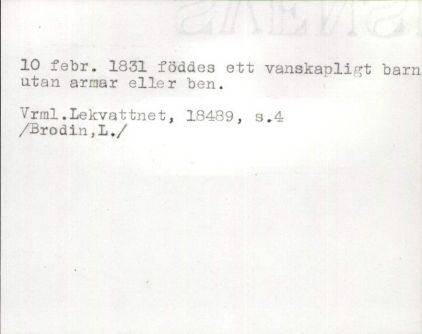 10 febr. 1831 föddes ett vanskapligt barn
utan armar eller ben.
Vrml.Lekvattnet, 18489, s.4
/Brodin,L./